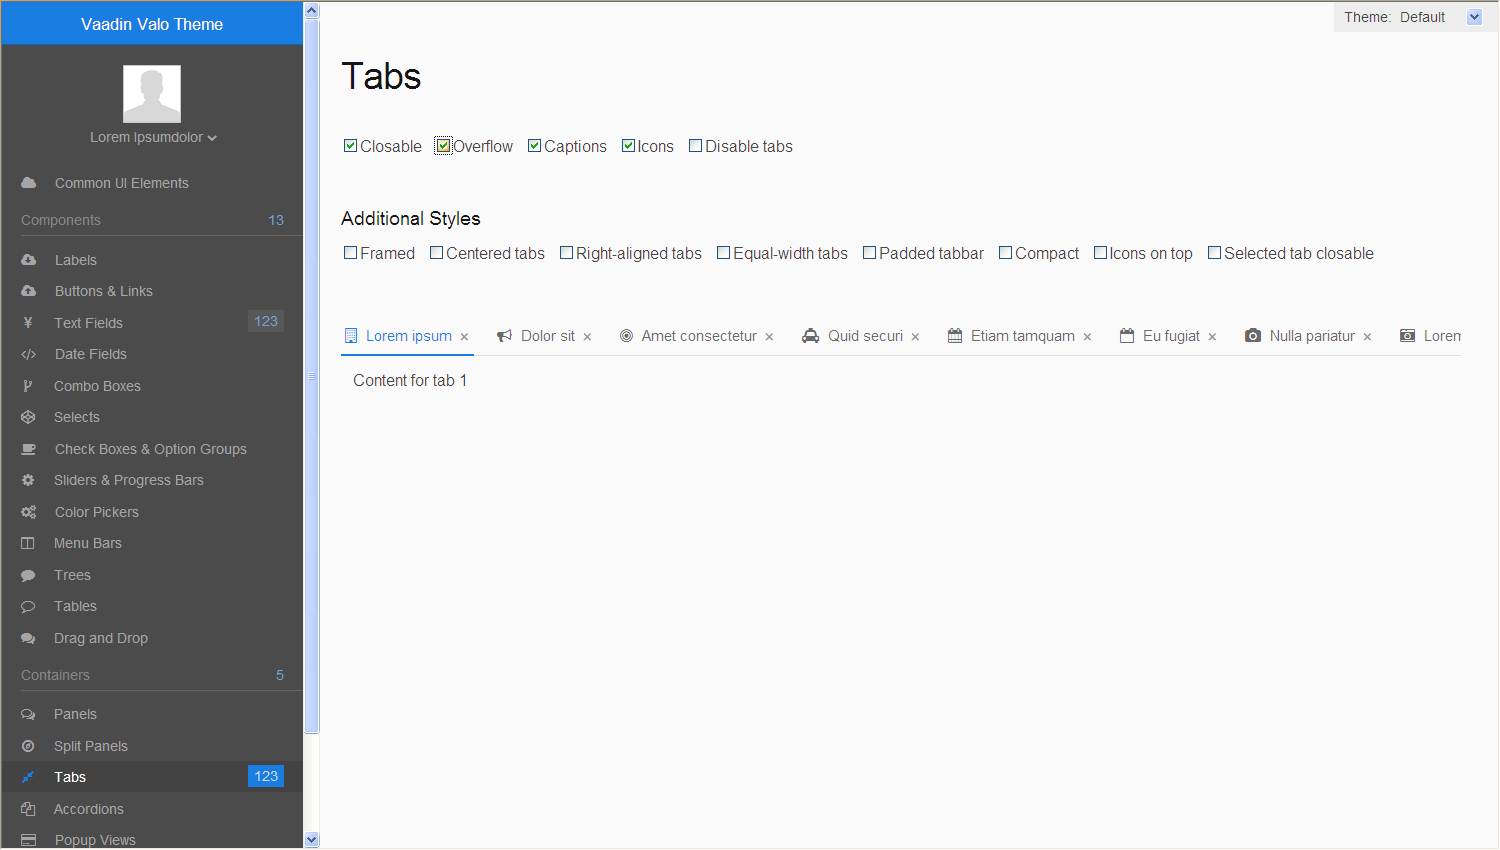 Vaadin Valo Theme
Lorem Ipsumdolor
Common UI Elements
Components 13
Labels
Buttons & Links
Text Fields 123
Date Fields
Combo Boxes
Selects
Check Boxes & Option Groups
Sliders & Progress Bars
Color Pickers
Menu Bars
Trees
Tables
Drag and Drop
Containers 5
Panels
Split Panels
Tabs 123
Accordions
Popup Views
Theme: Default
Tabs
Closable Overflow Captions Icons Disable tabs
Additional Styles
Framed Centered tabs Right-aligned tabs Equal-width tabs Padded tabbar Compact Icons on top Selected tab closable
Lorem ipsum × Dolor sit × Amet consectetur × Quid securi × Etiam tamquam × Eu fugiat × Nulla pariatur × Lorem
Content for tab 1